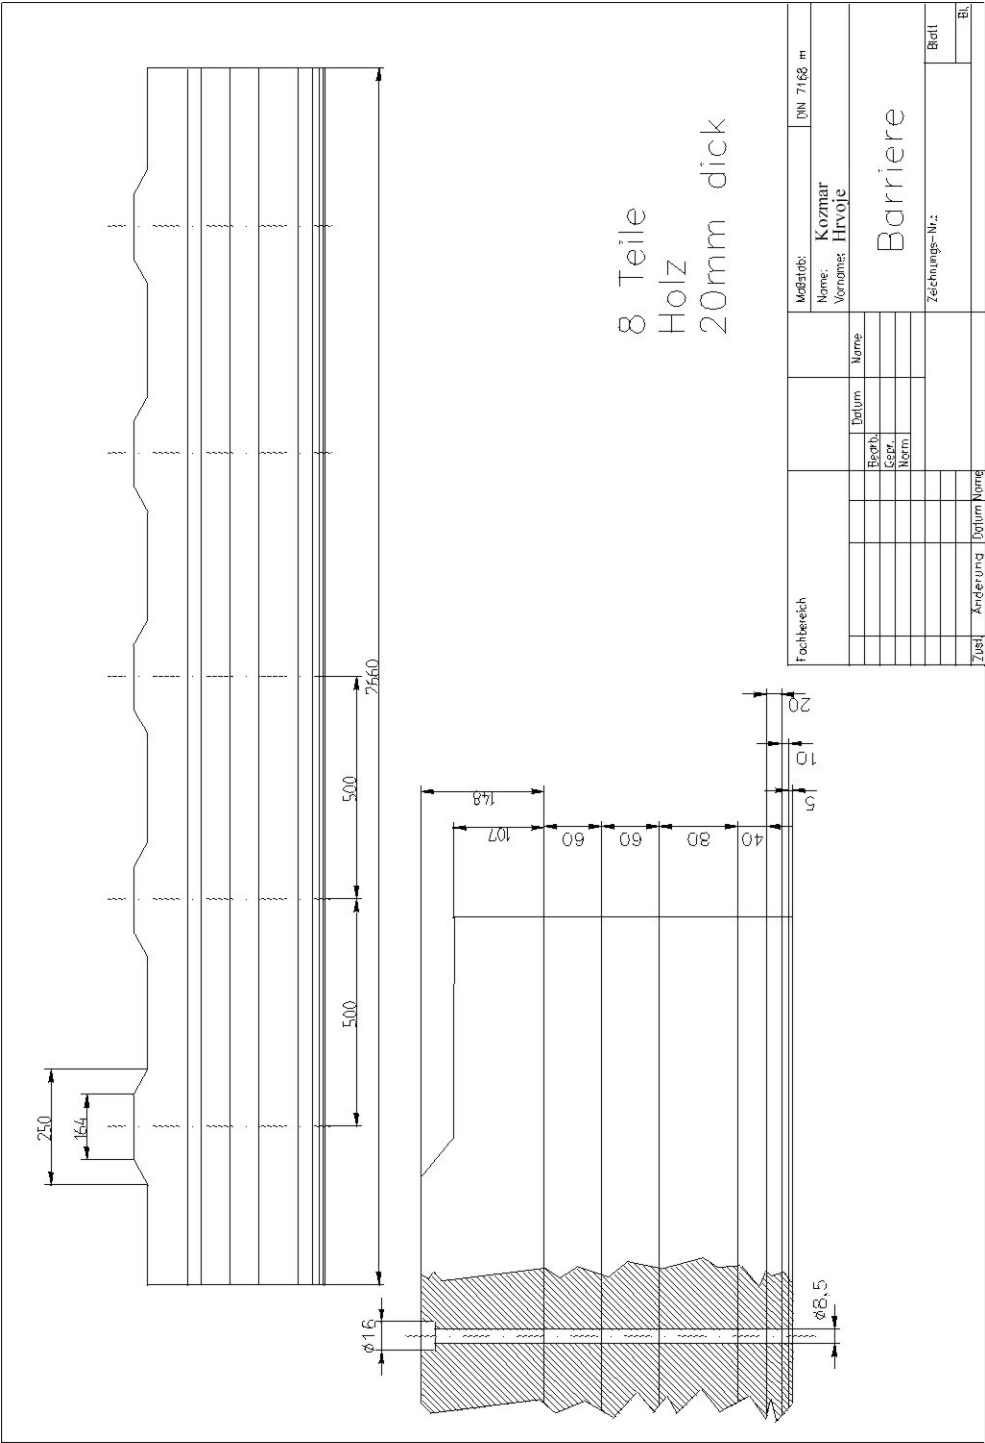 250
164
500
500
2660
8 Teile
Holz
20mm dick
148
107
60
60
80
40
20
10
5
ø16
ø8,5
Fachbereich
Maßstab:
DIN 7168 m
Name: Kozmar
Vorname: Hrvoje
Datum Name
Bearb.
Gepr.
Norm
Barriere
Zeichnungs-Nr.:
Blatt
Bl.
Zust. Änderung Datum Name